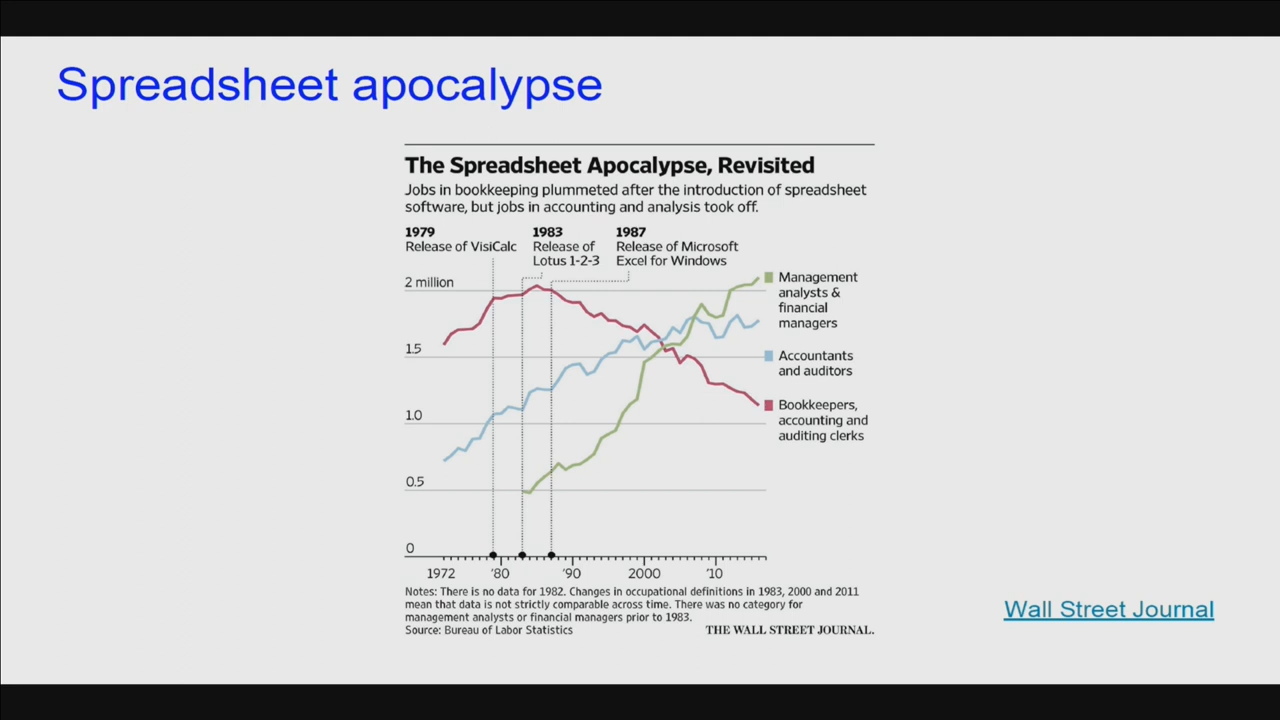 Spreadsheet apocalypse
The Spreadsheet Apocalypse, Revisited
Jobs in bookkeeping plummeted after the introduction of spreadsheet
software, but jobs in accounting and analysis took off.
1979
Release of VisiCalc
1983
Release of
Lotus 1-2-3
1987
Release of Microsoft
Excel for Windows
2 million
1.5
1.0
0.5
0
1972
'80
'90
2000
'10
Management
analysts &
financial
managers
Accountants
and auditors
Bookkeepers,
accounting and
auditing clerks
Notes: There is no data for 1982. Changes in occupational definitions in 1983, 2000 and 2011
mean that data is not strictly comparable across time. There was no category for
management analysts or financial managers prior to 1983.
Source: Bureau of Labor Statistics
THE WALL STREET JOURNAL.
Wall Street Journal